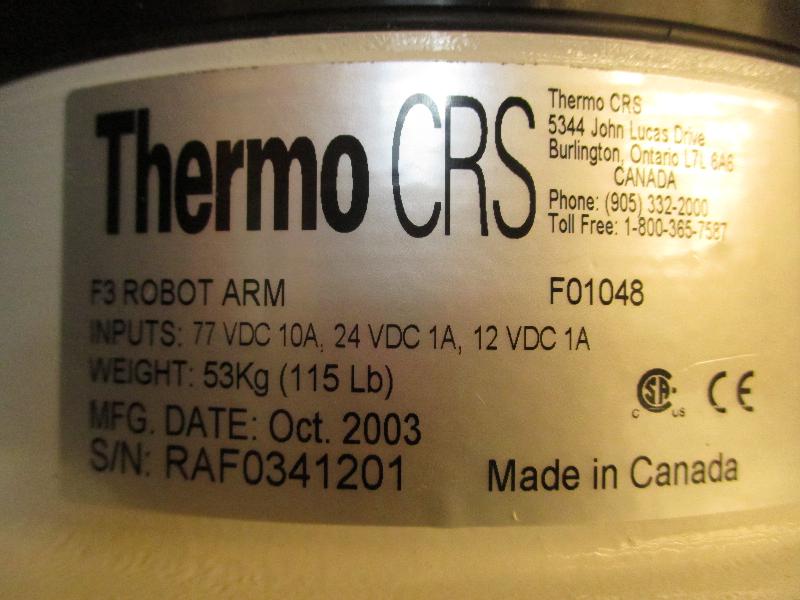 Thermo CRS
Thermo CRS
5344 John Lucas Drive
Burlington, Ontario L7L 6A6
CANADA
Phone: (905) 332-2000
Toll Free: 1-800-365-7587
F3 ROBOT ARM F01048
INPUTS: 77 VDC 10A, 24 VDC 1A, 12 VDC 1A
WEIGHT: 53Kg (115 Lb)
MFG. DATE: Oct. 2003
S/N: RAF0341201
C SA US CE
Made in Canada